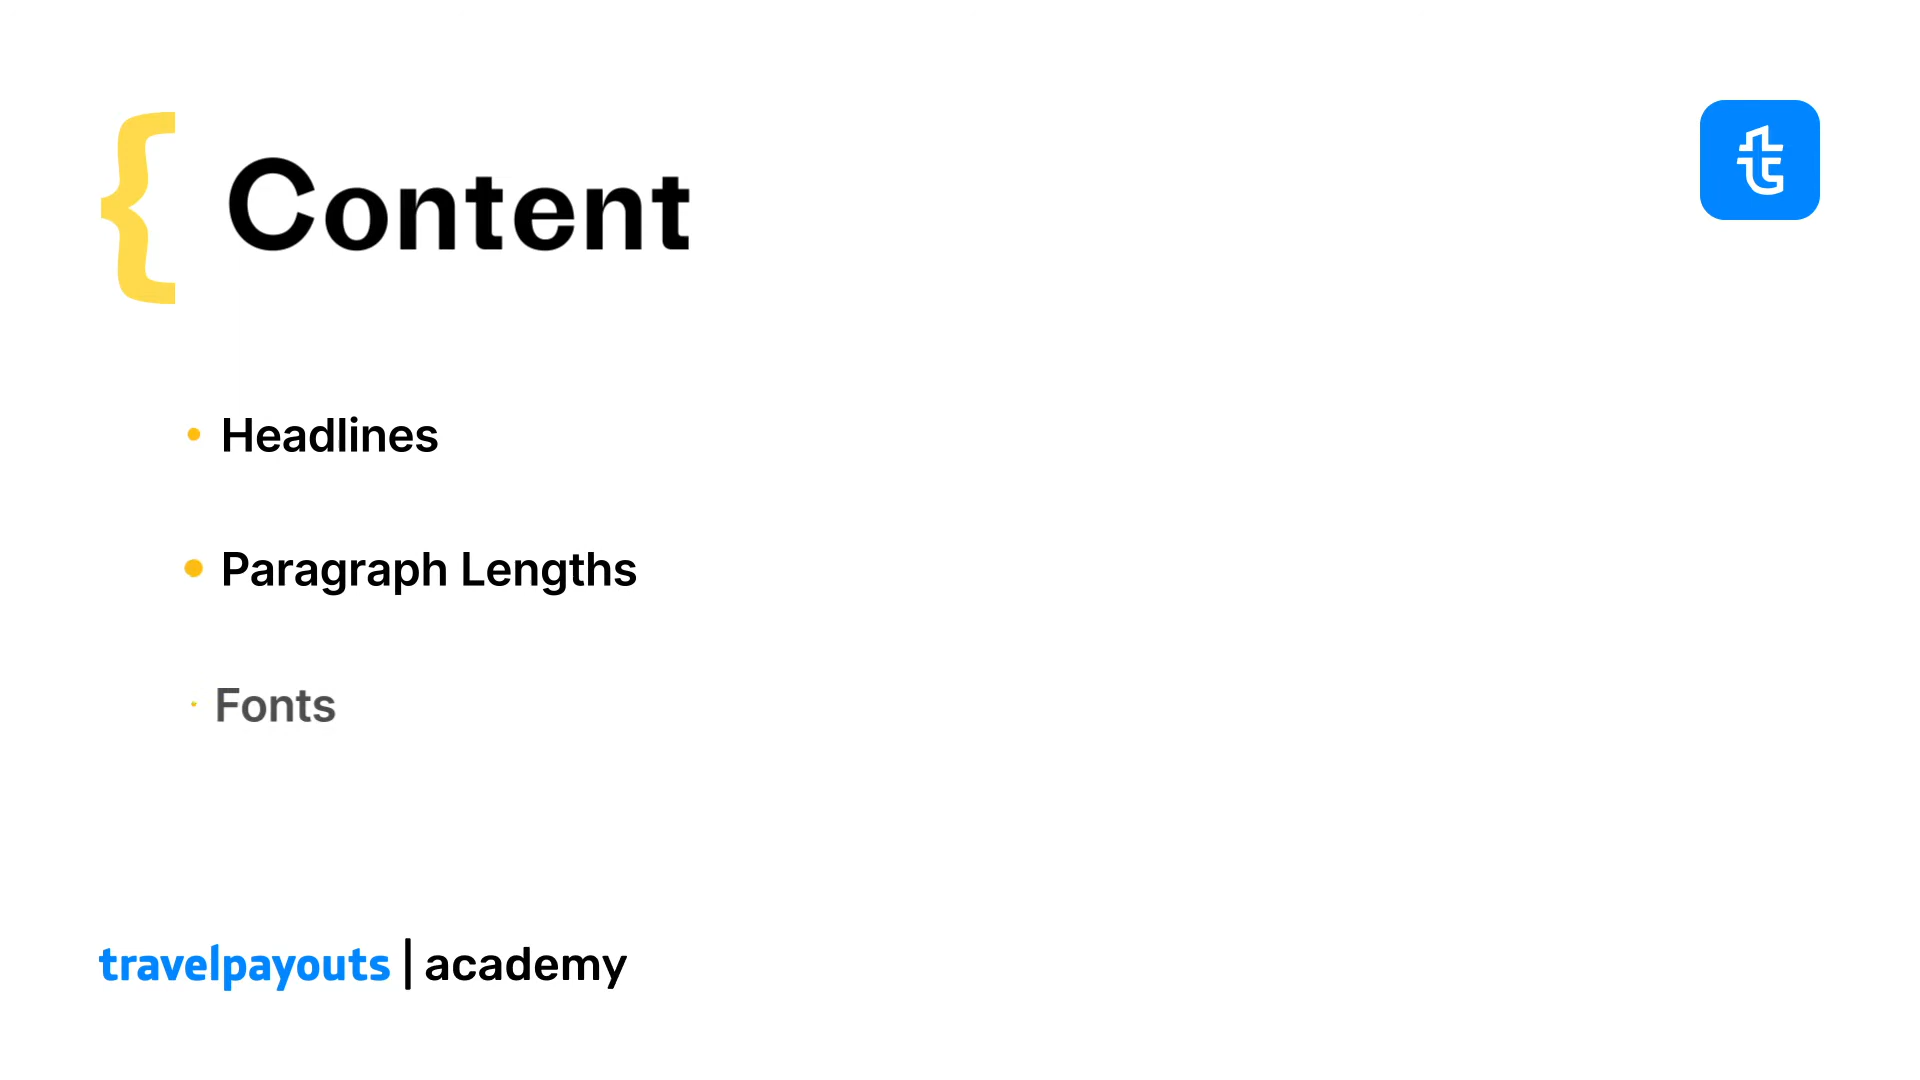 Content
Headlines
Paragraph Lengths
Fonts
travelpayouts | academy